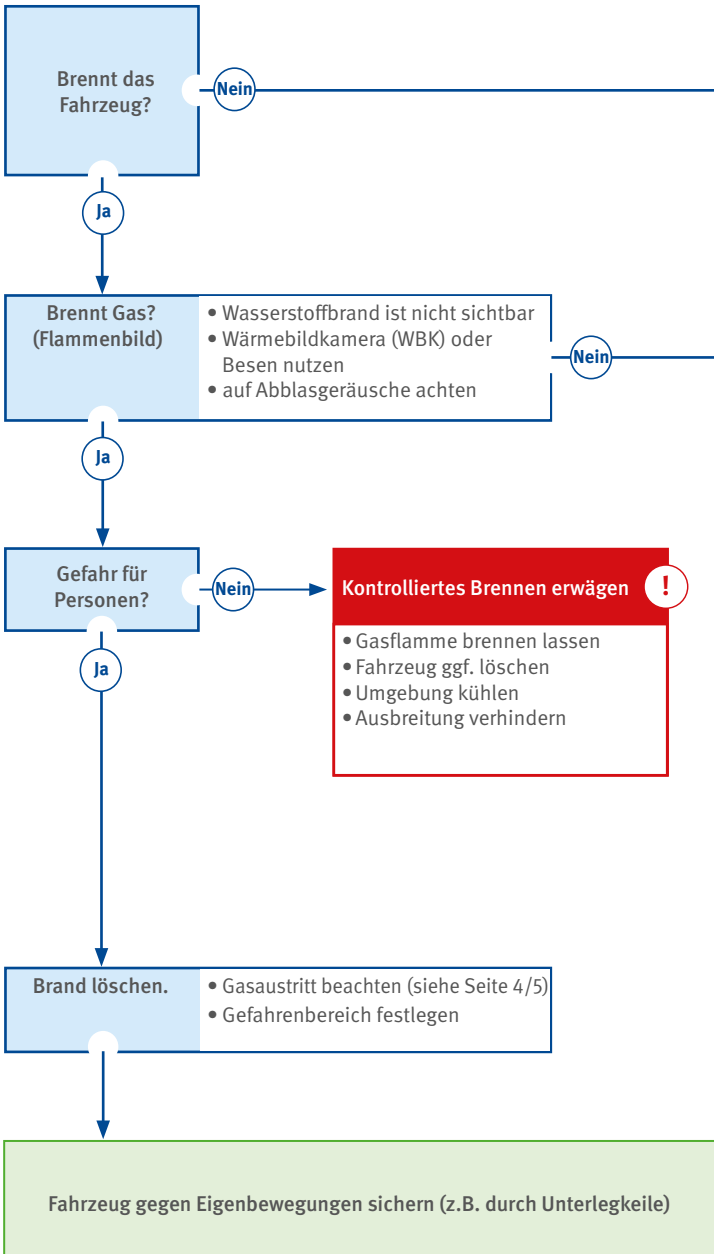 Brennt das
Fahrzeug?
Nein
Ja
Brennt Gas?
(Flammenbild)
• Wasserstoffbrand ist nicht sichtbar
• Wärmebildkamera (WBK) oder
Besen nutzen
• auf Abblasgeräusche achten
Nein
Ja
Gefahr für
Personen?
Nein
Kontrolliertes Brennen erwägen
!
• Gasflamme brennen lassen
• Fahrzeug ggf. löschen
• Umgebung kühlen
• Ausbreitung verhindern
Ja
Brand löschen.
• Gasaustritt beachten (siehe Seite 4/5)
• Gefahrenbereich festlegen
Fahrzeug gegen Eigenbewegungen sichern (z.B. durch Unterlegkeile)